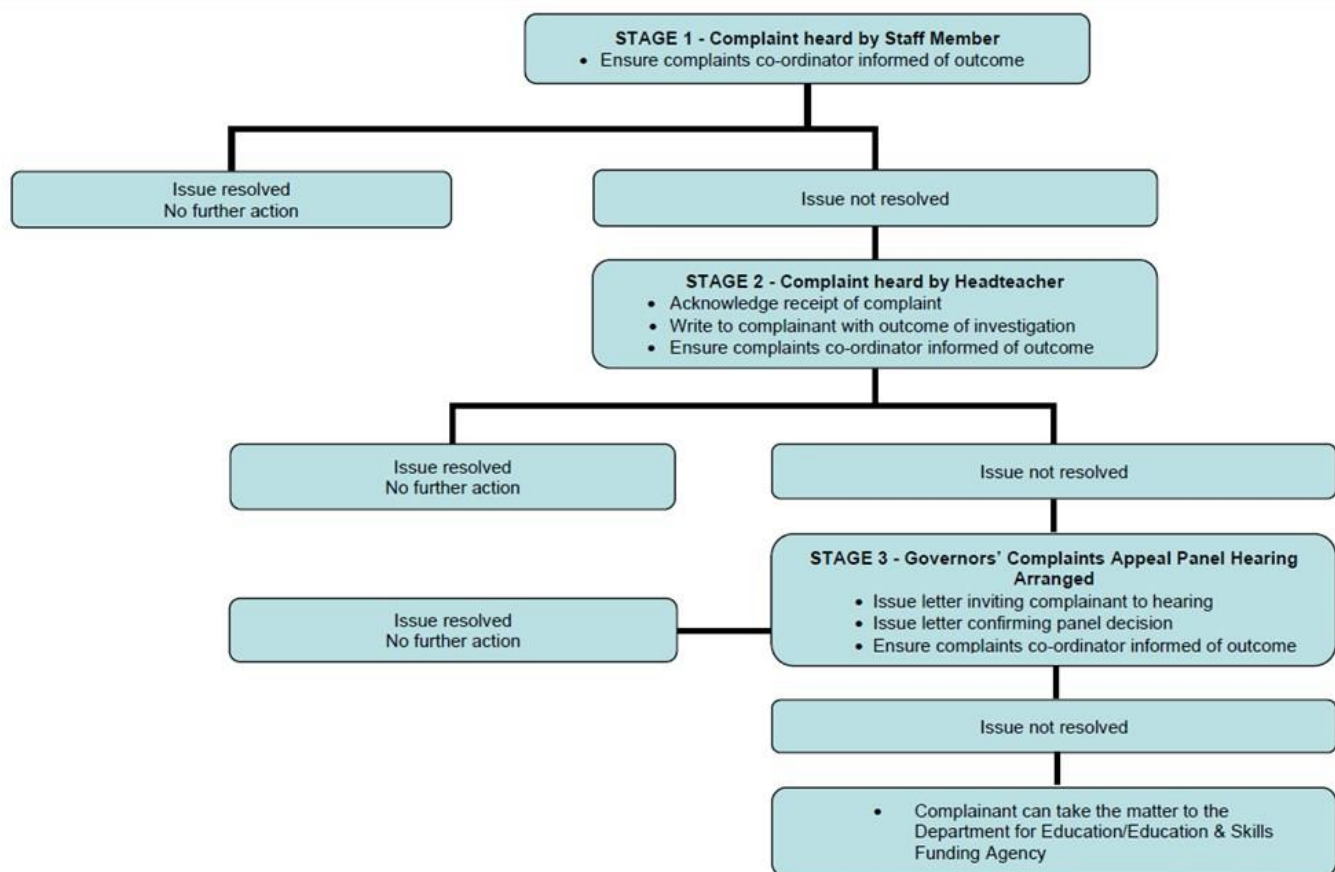 STAGE 1 - Complaint heard by Staff Member
• Ensure complaints co-ordinator informed of outcome
Issue resolved
No further action
Issue not resolved
STAGE 2 - Complaint heard by Headteacher
• Acknowledge receipt of complaint
• Write to complainant with outcome of investigation
• Ensure complaints co-ordinator informed of outcome
Issue resolved
No further action
Issue not resolved
STAGE 3 - Governors’ Complaints Appeal Panel Hearing
Arranged
• Issue letter inviting complainant to hearing
• Issue letter confirming panel decision
• Ensure complaints co-ordinator informed of outcome
Issue resolved
No further action
Issue not resolved
• Complainant can take the matter to the
Department for Education/Education & Skills
Funding Agency